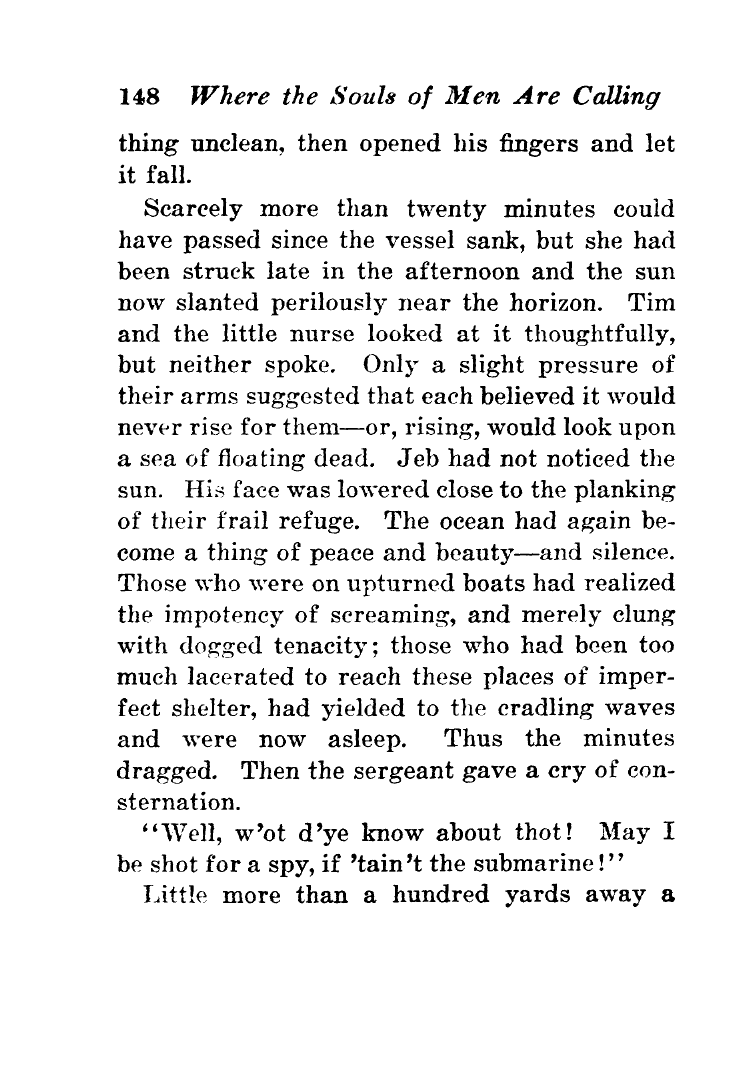 148 Where the Souls of Men Are Calling
thing unclean, then opened his fingers and let
it fall.
Scarcely more than twenty minutes could
have passed since the vessel sank, but she had
been struck late in the afternoon and the sun
now slanted perilously near the horizon. Tim
and the little nurse looked at it thoughtfully,
but neither spoke. Only a slight pressure of
their arms suggested that each believed it would
never rise for them—or, rising, would look upon
a sea of floating dead. Jeb had not noticed the
sun. His face was lowered close to the planking
of their frail refuge. The ocean had again be-
come a thing of peace and beauty—and silence.
Those who were on upturned boats had realized
the impotency of screaming, and merely clung
with dogged tenacity; those who had been too
much lacerated to reach these places of imper-
fect shelter, had yielded to the cradling waves
and were now asleep. Thus the minutes
dragged. Then the sergeant gave a cry of con-
sternation.
“Well, w’ot d’ye know about thot! May I
be shot for a spy, if ’tain’t the submarine!”
Little more than a hundred yards away a